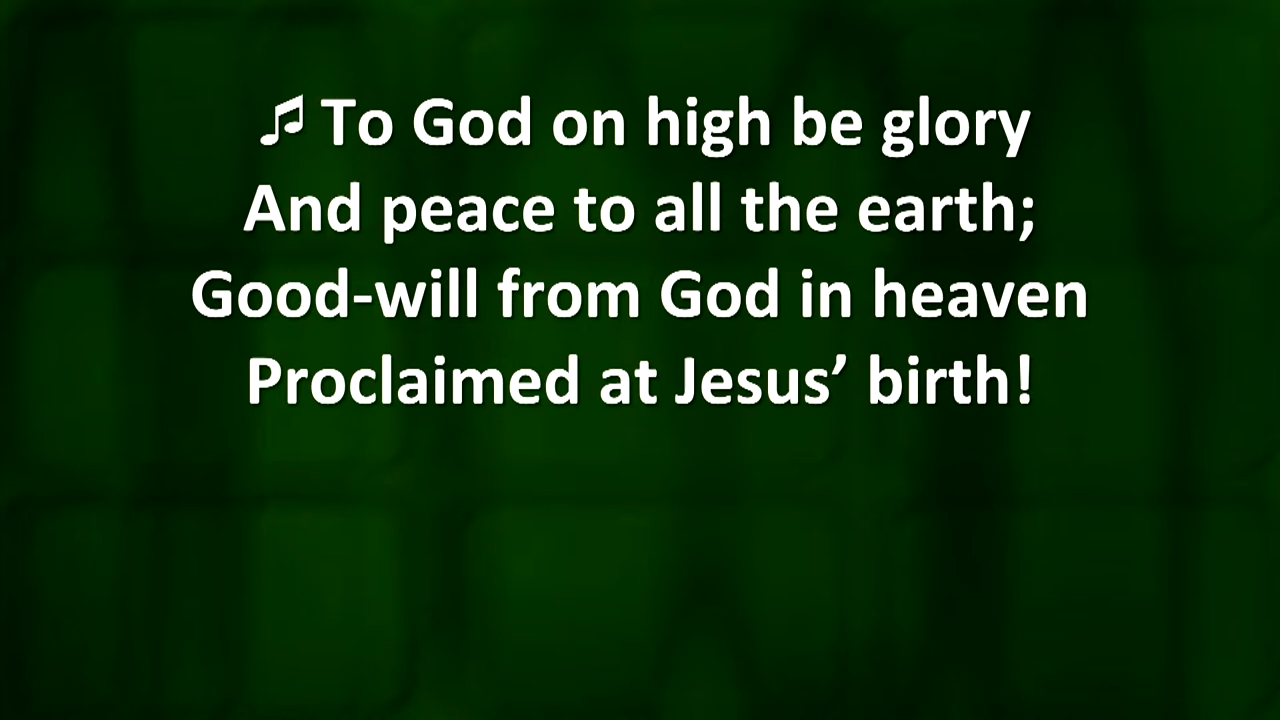 ♫ To God on high be glory
And peace to all the earth;
Good-will from God in heaven
Proclaimed at Jesus’ birth!